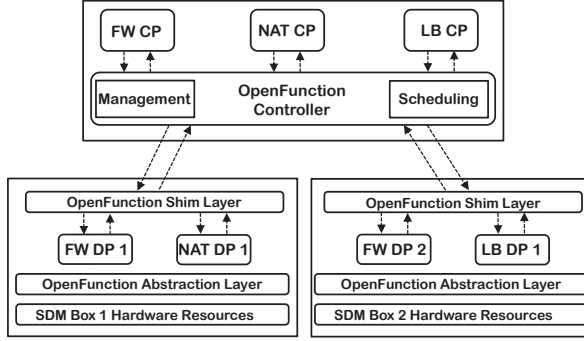 FW CP
NAT CP
LB CP
Management
OpenFunction
Controller
Scheduling
OpenFunction Shim Layer
FW DP 1
NAT DP 1
OpenFunction Abstraction Layer
SDM Box 1 Hardware Resources
OpenFunction Shim Layer
FW DP 2
LB DP 1
OpenFunction Abstraction Layer
SDM Box 2 Hardware Resources